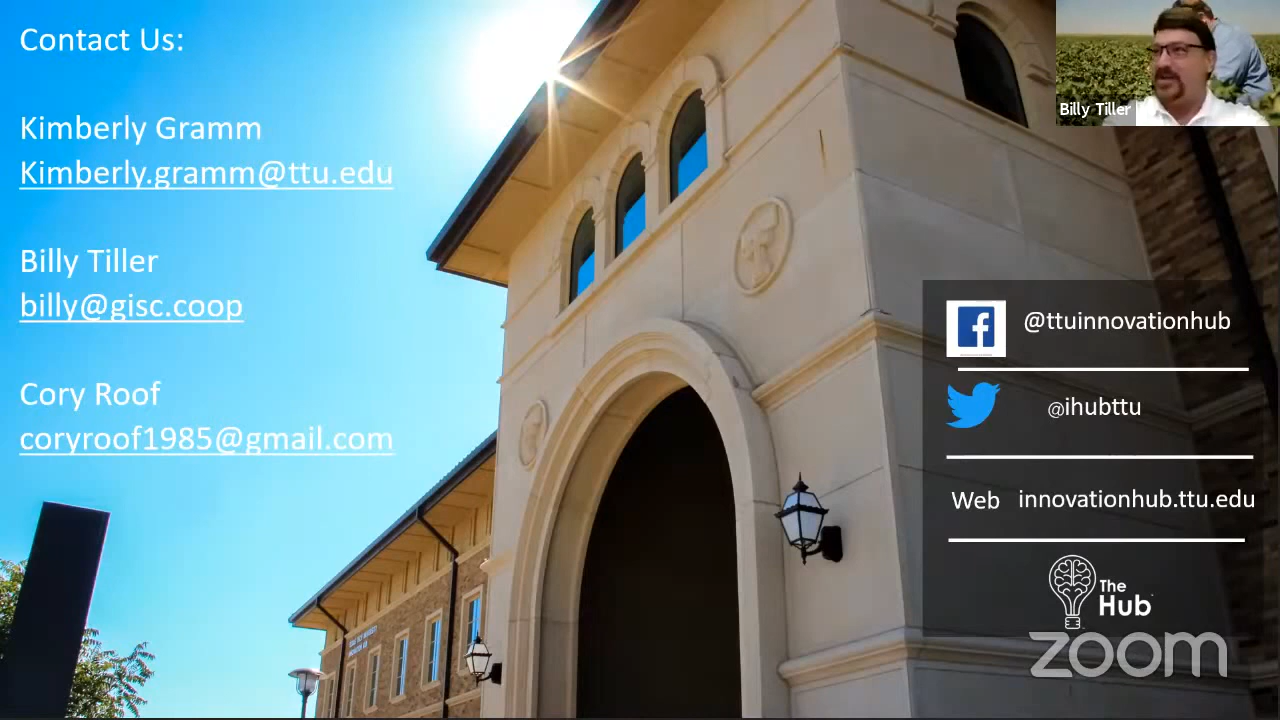 Contact Us:
Kimberly Gramm
Kimberly.gramm@ttu.edu
Billy Tiller
billy@gisc.coop
Cory Roof
coryroof1985@gmail.com
Billy Tiller
@ttuinnovationhub
@ihubttu
Web innovationhub.ttu.edu
The
Hub
zoom